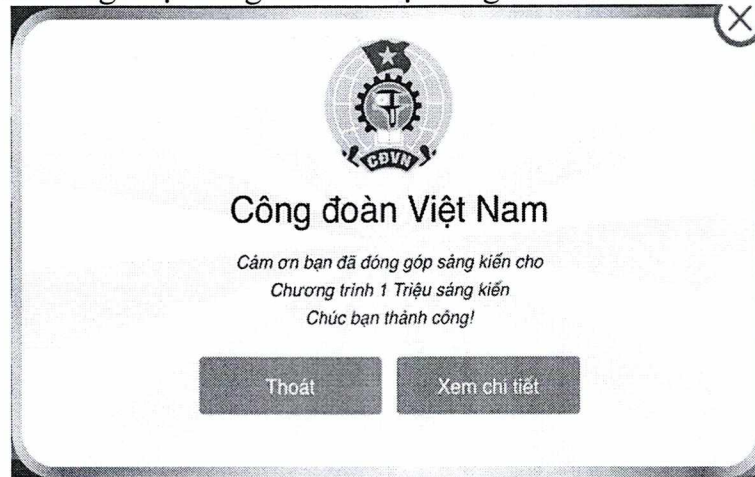 CĐVN
Công đoàn Việt Nam
Cảm ơn bạn đã đóng góp sáng kiến cho
Chương trình 1 Triệu sáng kiến
Chúc bạn thành công!
Thoát
Xem chi tiết